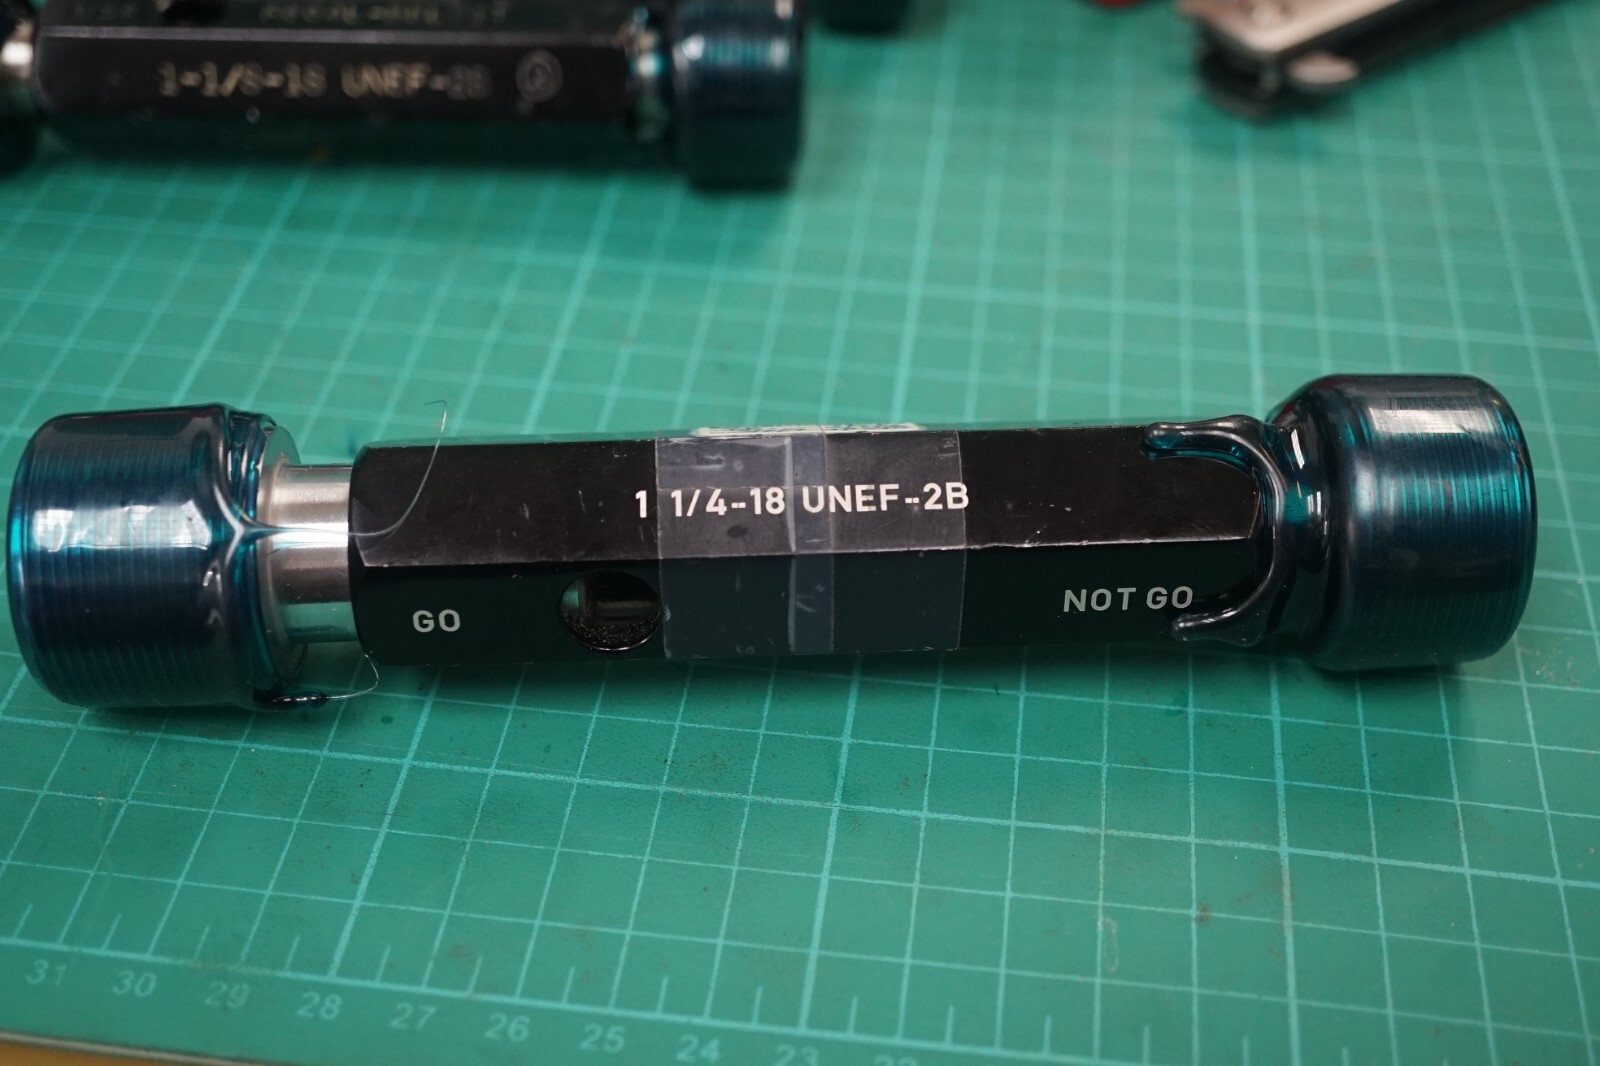 1-1/8-18 UNEF-2B
1 1/4-18 UNEF-2B
GO
NOT GO
31 30 29 28 27 26 25 24 23